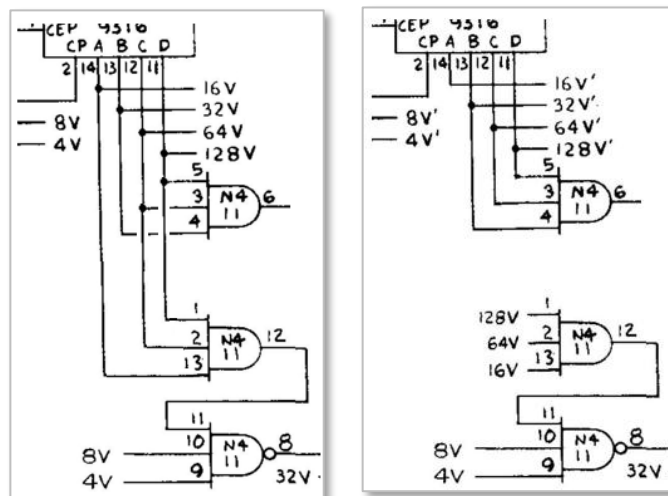 CEP 9316
CP A B C D
2 14 13 12 11
16V
32V
8V
64V
4V
128V
5
3 N4 6
4 11
1
2 N4 12
13 11
11
10 N4 8
8V
9 11
4V
32V
CEP 9316
CP A B C D
2 14 13 12 11
16V'
32V'
8V'
64V'
4V'
128V'
5
3 N4 6
4 11
128V 1
64V 2 N4 12
16V 13 11
11
10 N4 8
8V
9 11
4V
32V